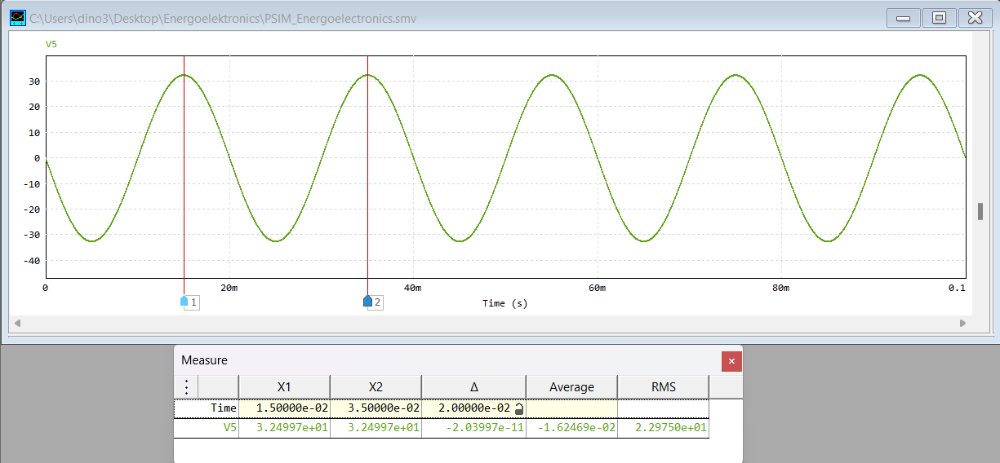 C:\Users\dino3\Desktop\Energoelektronics\PSIM_Energoelectronics.smv
V5
30
20
10
0
-10
-20
-30
-40
0 20m 40m 60m 80m 0.1
1 2 Time (s)
Measure
X1 X2 Δ Average RMS
Time 1.50000e-02 3.50000e-02 2.00000e-02
V5 3.24997e+01 3.24997e+01 -2.03997e-11 -1.62469e-02 2.29750e+01